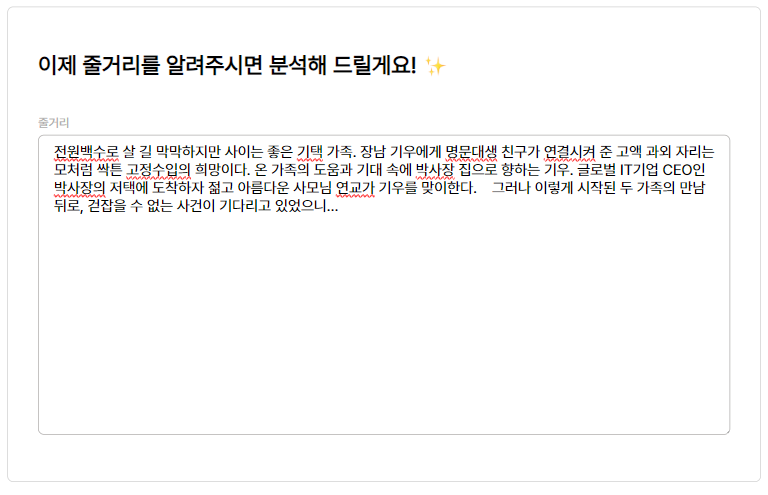 이제 줄거리를 알려주시면 분석해 드릴게요! ✨
줄거리
전원백수로 살 길 막막하지만 사이는 좋은 기택 가족. 장남 기우에게 명문대생 친구가 연결시켜 준 고액 과외 자리는
모처럼 싹튼 고정수입의 희망이다. 온 가족의 도움과 기대 속에 박사장 집으로 향하는 기우. 글로벌 IT기업 CEO인
박사장의 저택에 도착하자 젊고 아름다운 사모님 연교가 기우를 맞이한다.    그러나 이렇게 시작된 두 가족의 만남
뒤로, 걷잡을 수 없는 사건이 기다리고 있었으니...